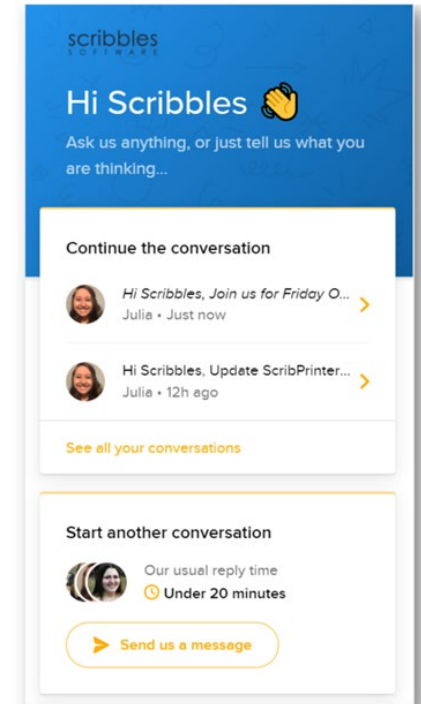 scribbles
SOFTWARE
Hi Scribbles
Ask us anything, or just tell us what you
are thinking...
Continue the conversation
Hi Scribbles, Join us for Friday O...
Julia • Just now
Hi Scribbles, Update ScribPrinter...
Julia • 12h ago
See all your conversations
Start another conversation
Our usual reply time
Under 20 minutes
Send us a message